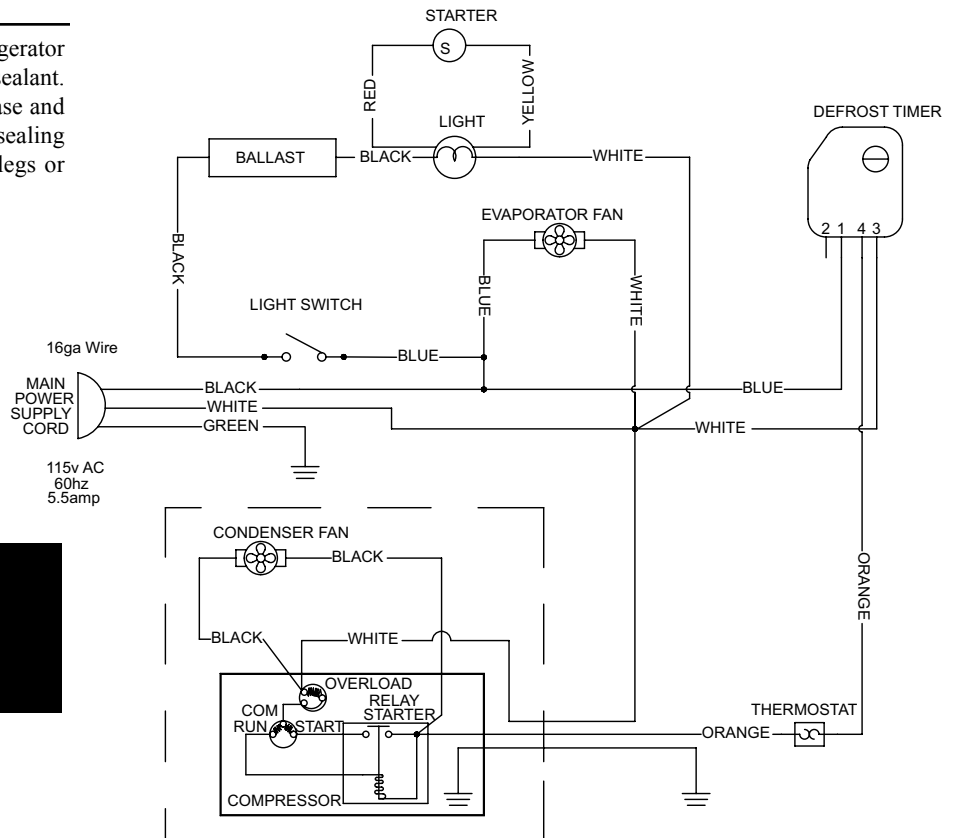 gerator
sealant.
ase and
sealing
legs or
STARTER
S
RED
YELLOW
LIGHT
BALLAST
BLACK
WHITE
DEFROST TIMER
2 1 4 3
EVAPORATOR FAN
BLACK
BLUE
WHITE
LIGHT SWITCH
BLUE
16ga Wire
MAIN
POWER
SUPPLY
CORD
BLACK
BLUE
WHITE
WHITE
GREEN
115v AC
60hz
5.5amp
CONDENSER FAN
BLACK
ORANGE
BLACK
WHITE
OVERLOAD
RELAY
STARTER
COM
RUN
START
COMPRESSOR
THERMOSTAT
ORANGE